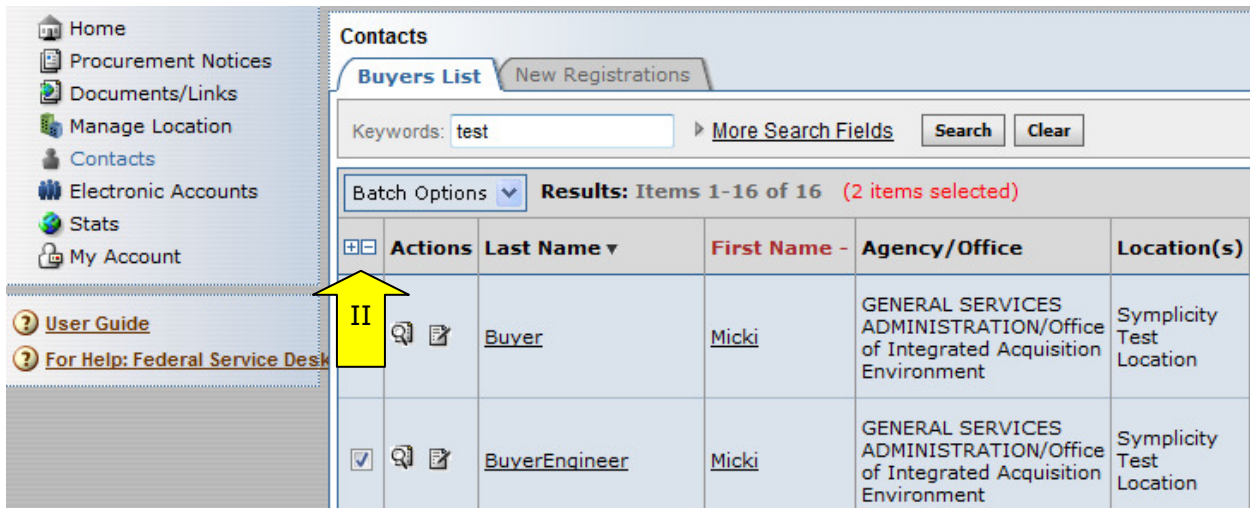 Home
Procurement Notices
Documents/Links
Manage Location
Contacts
Electronic Accounts
Stats
My Account
User Guide
For Help: Federal Service Desk
Contacts
Buyers List New Registrations
Keywords: test More Search Fields Search Clear
Batch Options Results: Items 1-16 of 16 (2 items selected)
Actions Last Name First Name - Agency/Office Location(s)
II
Buyer
Micki
GENERAL SERVICES
ADMINISTRATION/Office
of Integrated Acquisition
Environment
Symplicity
Test
Location
BuyerEngineer
Micki
GENERAL SERVICES
ADMINISTRATION/Office
of Integrated Acquisition
Environment
Symplicity
Test
Location